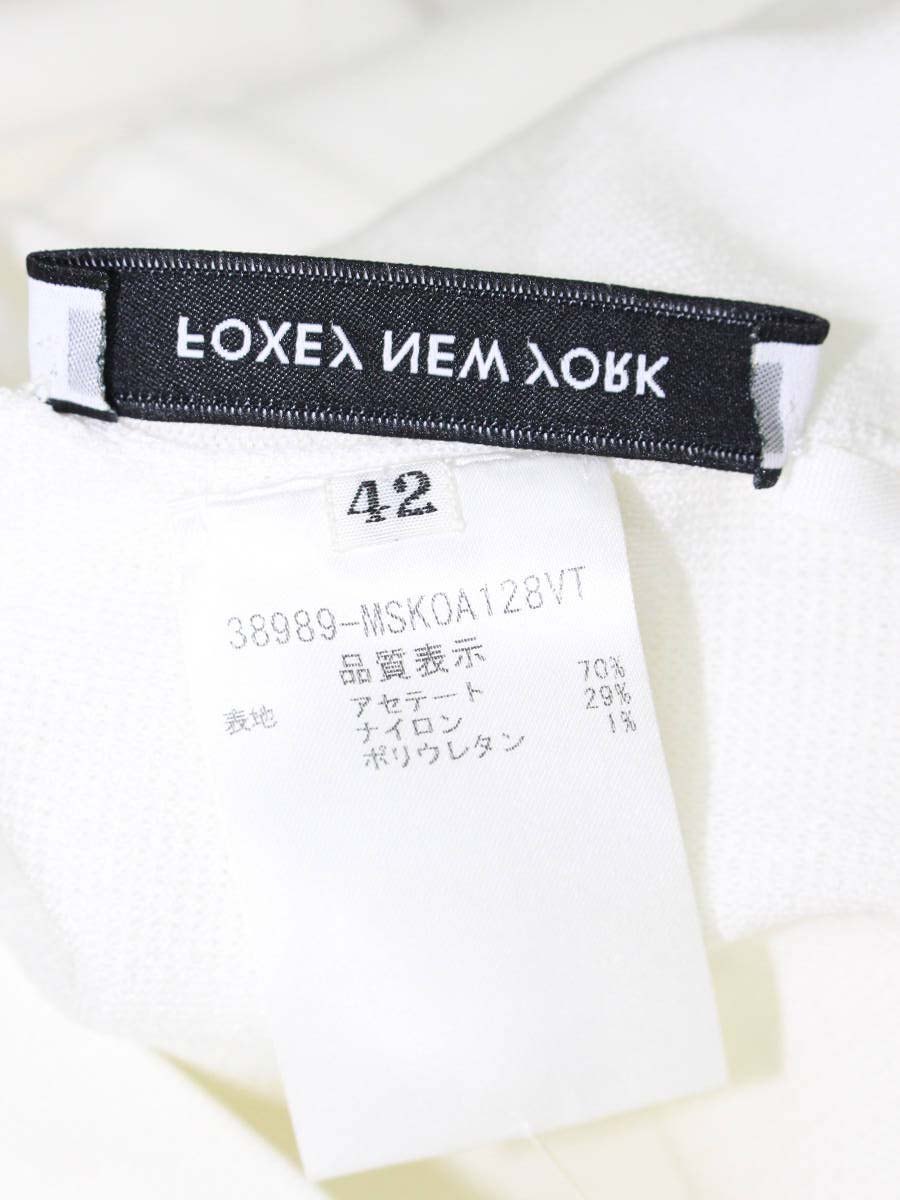 FOXEY NEW YORK
42
38989-MSKOA128VT
品質表示
表地 アセテート 70%
ナイロン 29%
ポリウレタン 1%